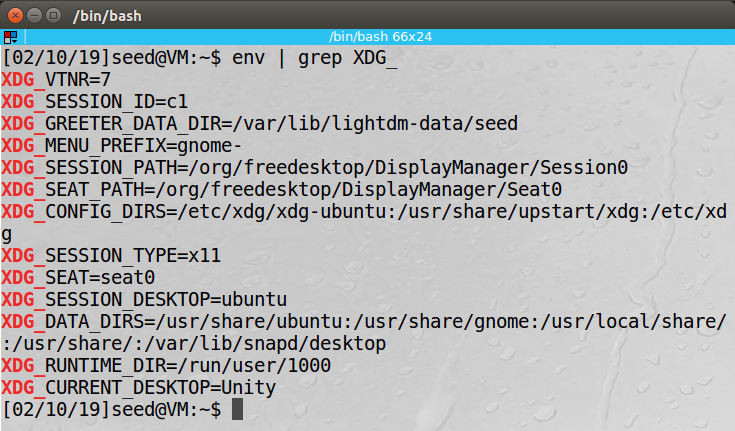 /bin/bash
/bin/bash 66x24
[02/10/19]seed@VM:~$ env | grep XDG_
XDG_VTNR=7
XDG_SESSION_ID=c1
XDG_GREETER_DATA_DIR=/var/lib/lightdm-data/seed
XDG_MENU_PREFIX=gnome-
XDG_SESSION_PATH=/org/freedesktop/DisplayManager/Session0
XDG_SEAT_PATH=/org/freedesktop/DisplayManager/Seat0
XDG_CONFIG_DIRS=/etc/xdg/xdg-ubuntu:/usr/share/upstart/xdg:/etc/xd
g
XDG_SESSION_TYPE=x11
XDG_SEAT=seat0
XDG_SESSION_DESKTOP=ubuntu
XDG_DATA_DIRS=/usr/share/ubuntu:/usr/share/gnome:/usr/local/share/
:/usr/share/:/var/lib/snapd/desktop
XDG_RUNTIME_DIR=/run/user/1000
XDG_CURRENT_DESKTOP=Unity
[02/10/19]seed@VM:~$